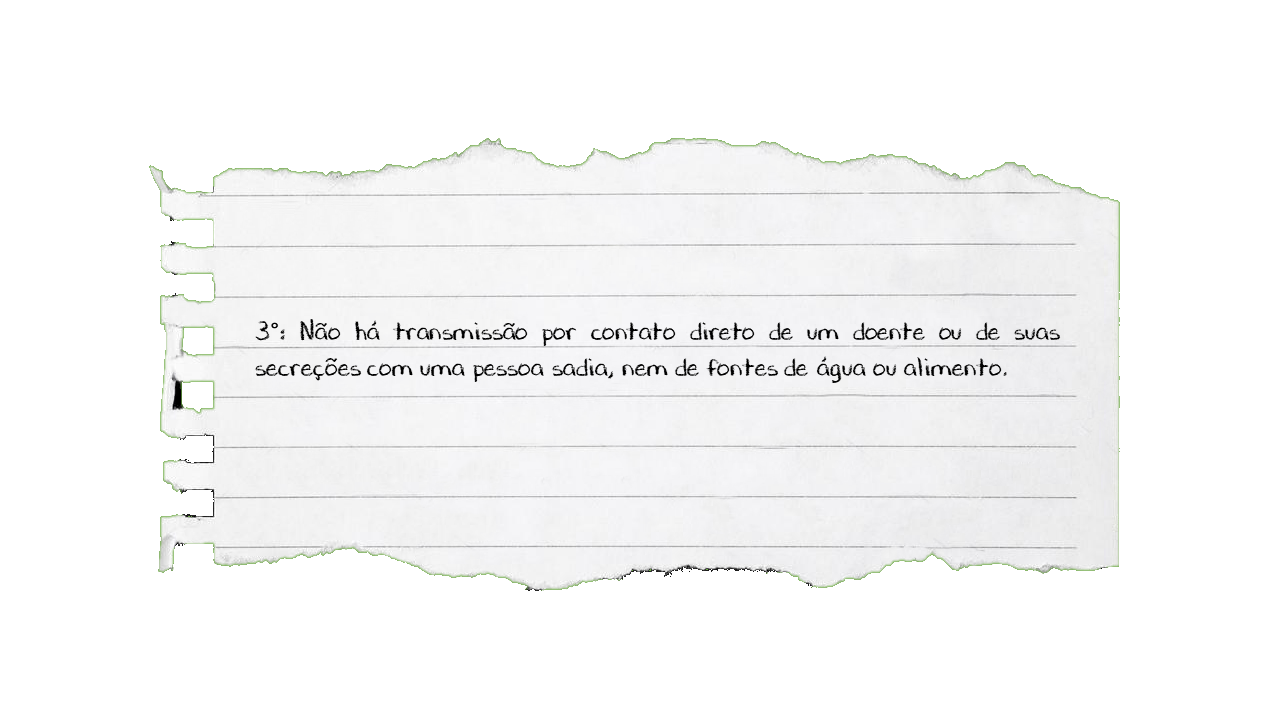 3°: Não há transmissão por contato direto de um doente ou de suas
secreções com uma pessoa sadia, nem de fontes de água ou alimento.